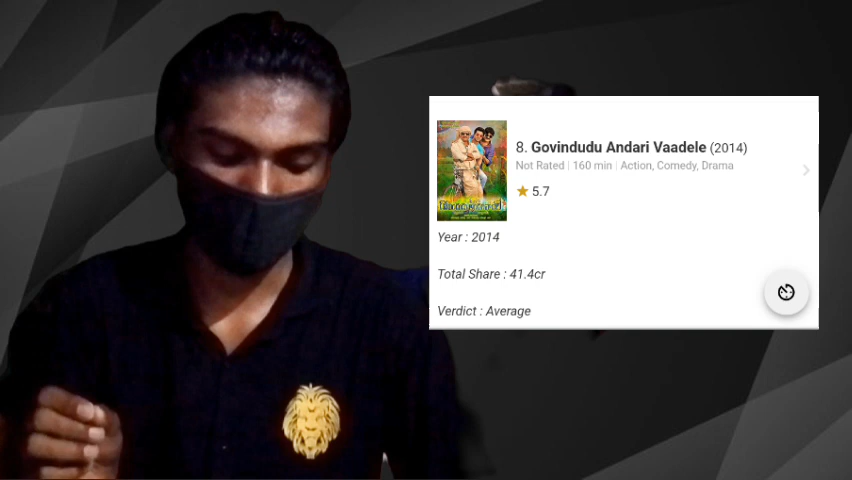 8. Govindudu Andari Vaadele (2014)
Not Rated | 160 min | Action, Comedy, Drama
5.7
Year : 2014
Total Share : 41.4cr
Verdict : Average